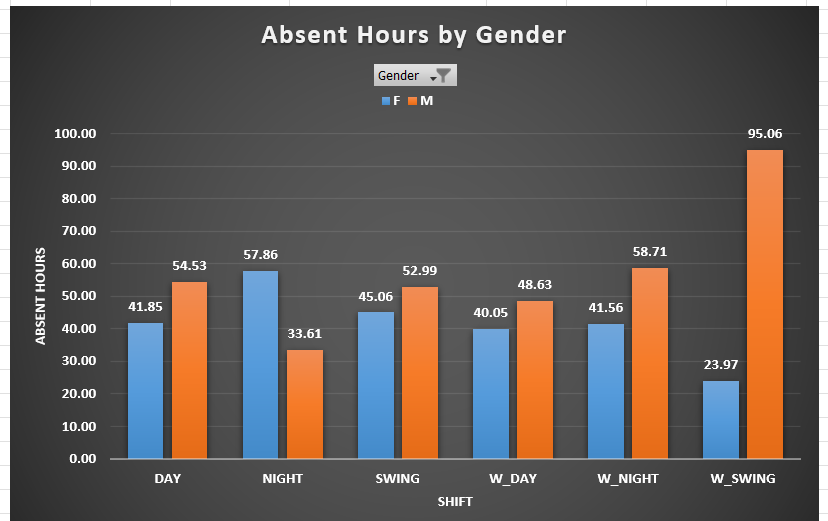 Absent Hours by Gender
Gender
F M
100.00
90.00
80.00
70.00
60.00
50.00
40.00
30.00
20.00
10.00
0.00
ABSENT HOURS
41.85 54.53
57.86 33.61
45.06 52.99
40.05 48.63
41.56 58.71
23.97 95.06
DAY NIGHT SWING W_DAY W_NIGHT W_SWING
SHIFT